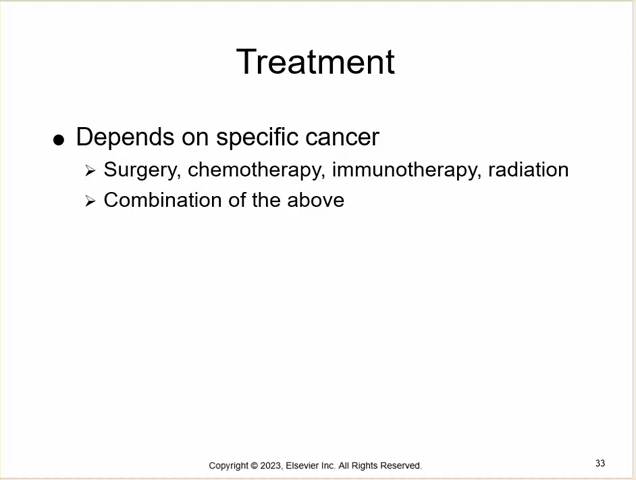 Treatment
● Depends on specific cancer
➢ Surgery, chemotherapy, immunotherapy, radiation
➢ Combination of the above
Copyright © 2023, Elsevier Inc. All Rights Reserved.
33